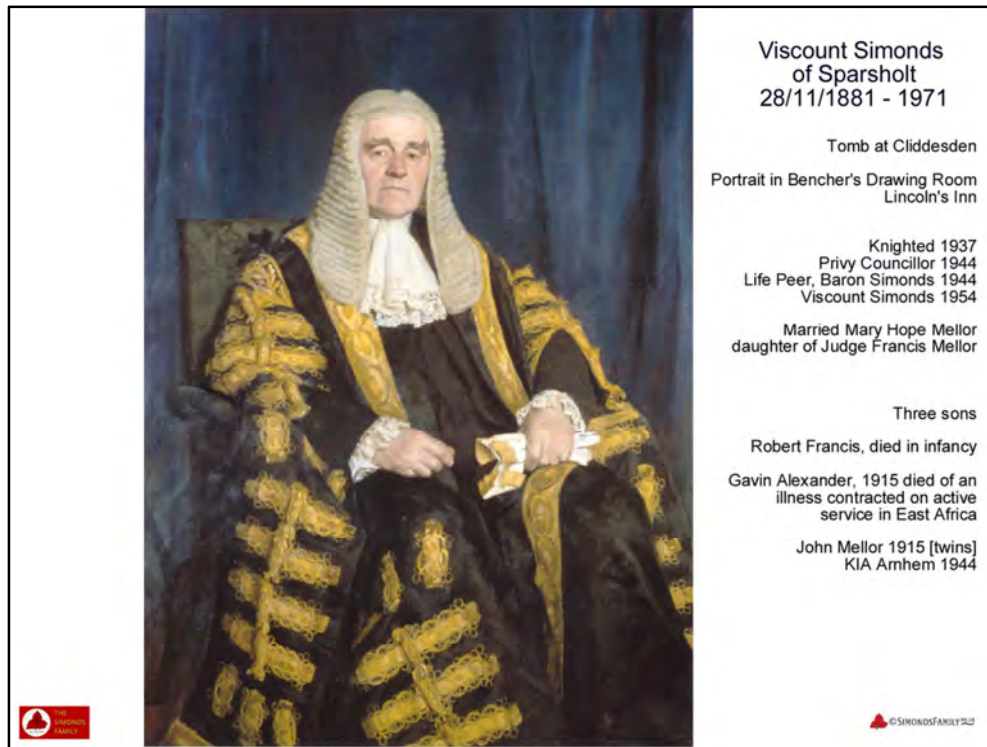 Viscount Simonds
of Sparsholt
28/11/1881 - 1971
Tomb at Cliddesden
Portrait in Bencher's Drawing Room
Lincoln's Inn
Knighted 1937
Privy Councillor 1944
Life Peer, Baron Simonds 1944
Viscount Simonds 1954
Married Mary Hope Mellor
daughter of Judge Francis Mellor
Three sons
Robert Francis, died in infancy
Gavin Alexander, 1915 died of an
illness contracted on active
service in East Africa
John Mellor 1915 [twins]
KIA Arnhem 1944
THE
SIMONDS
FAMILY
©SIMONDSFAMILY